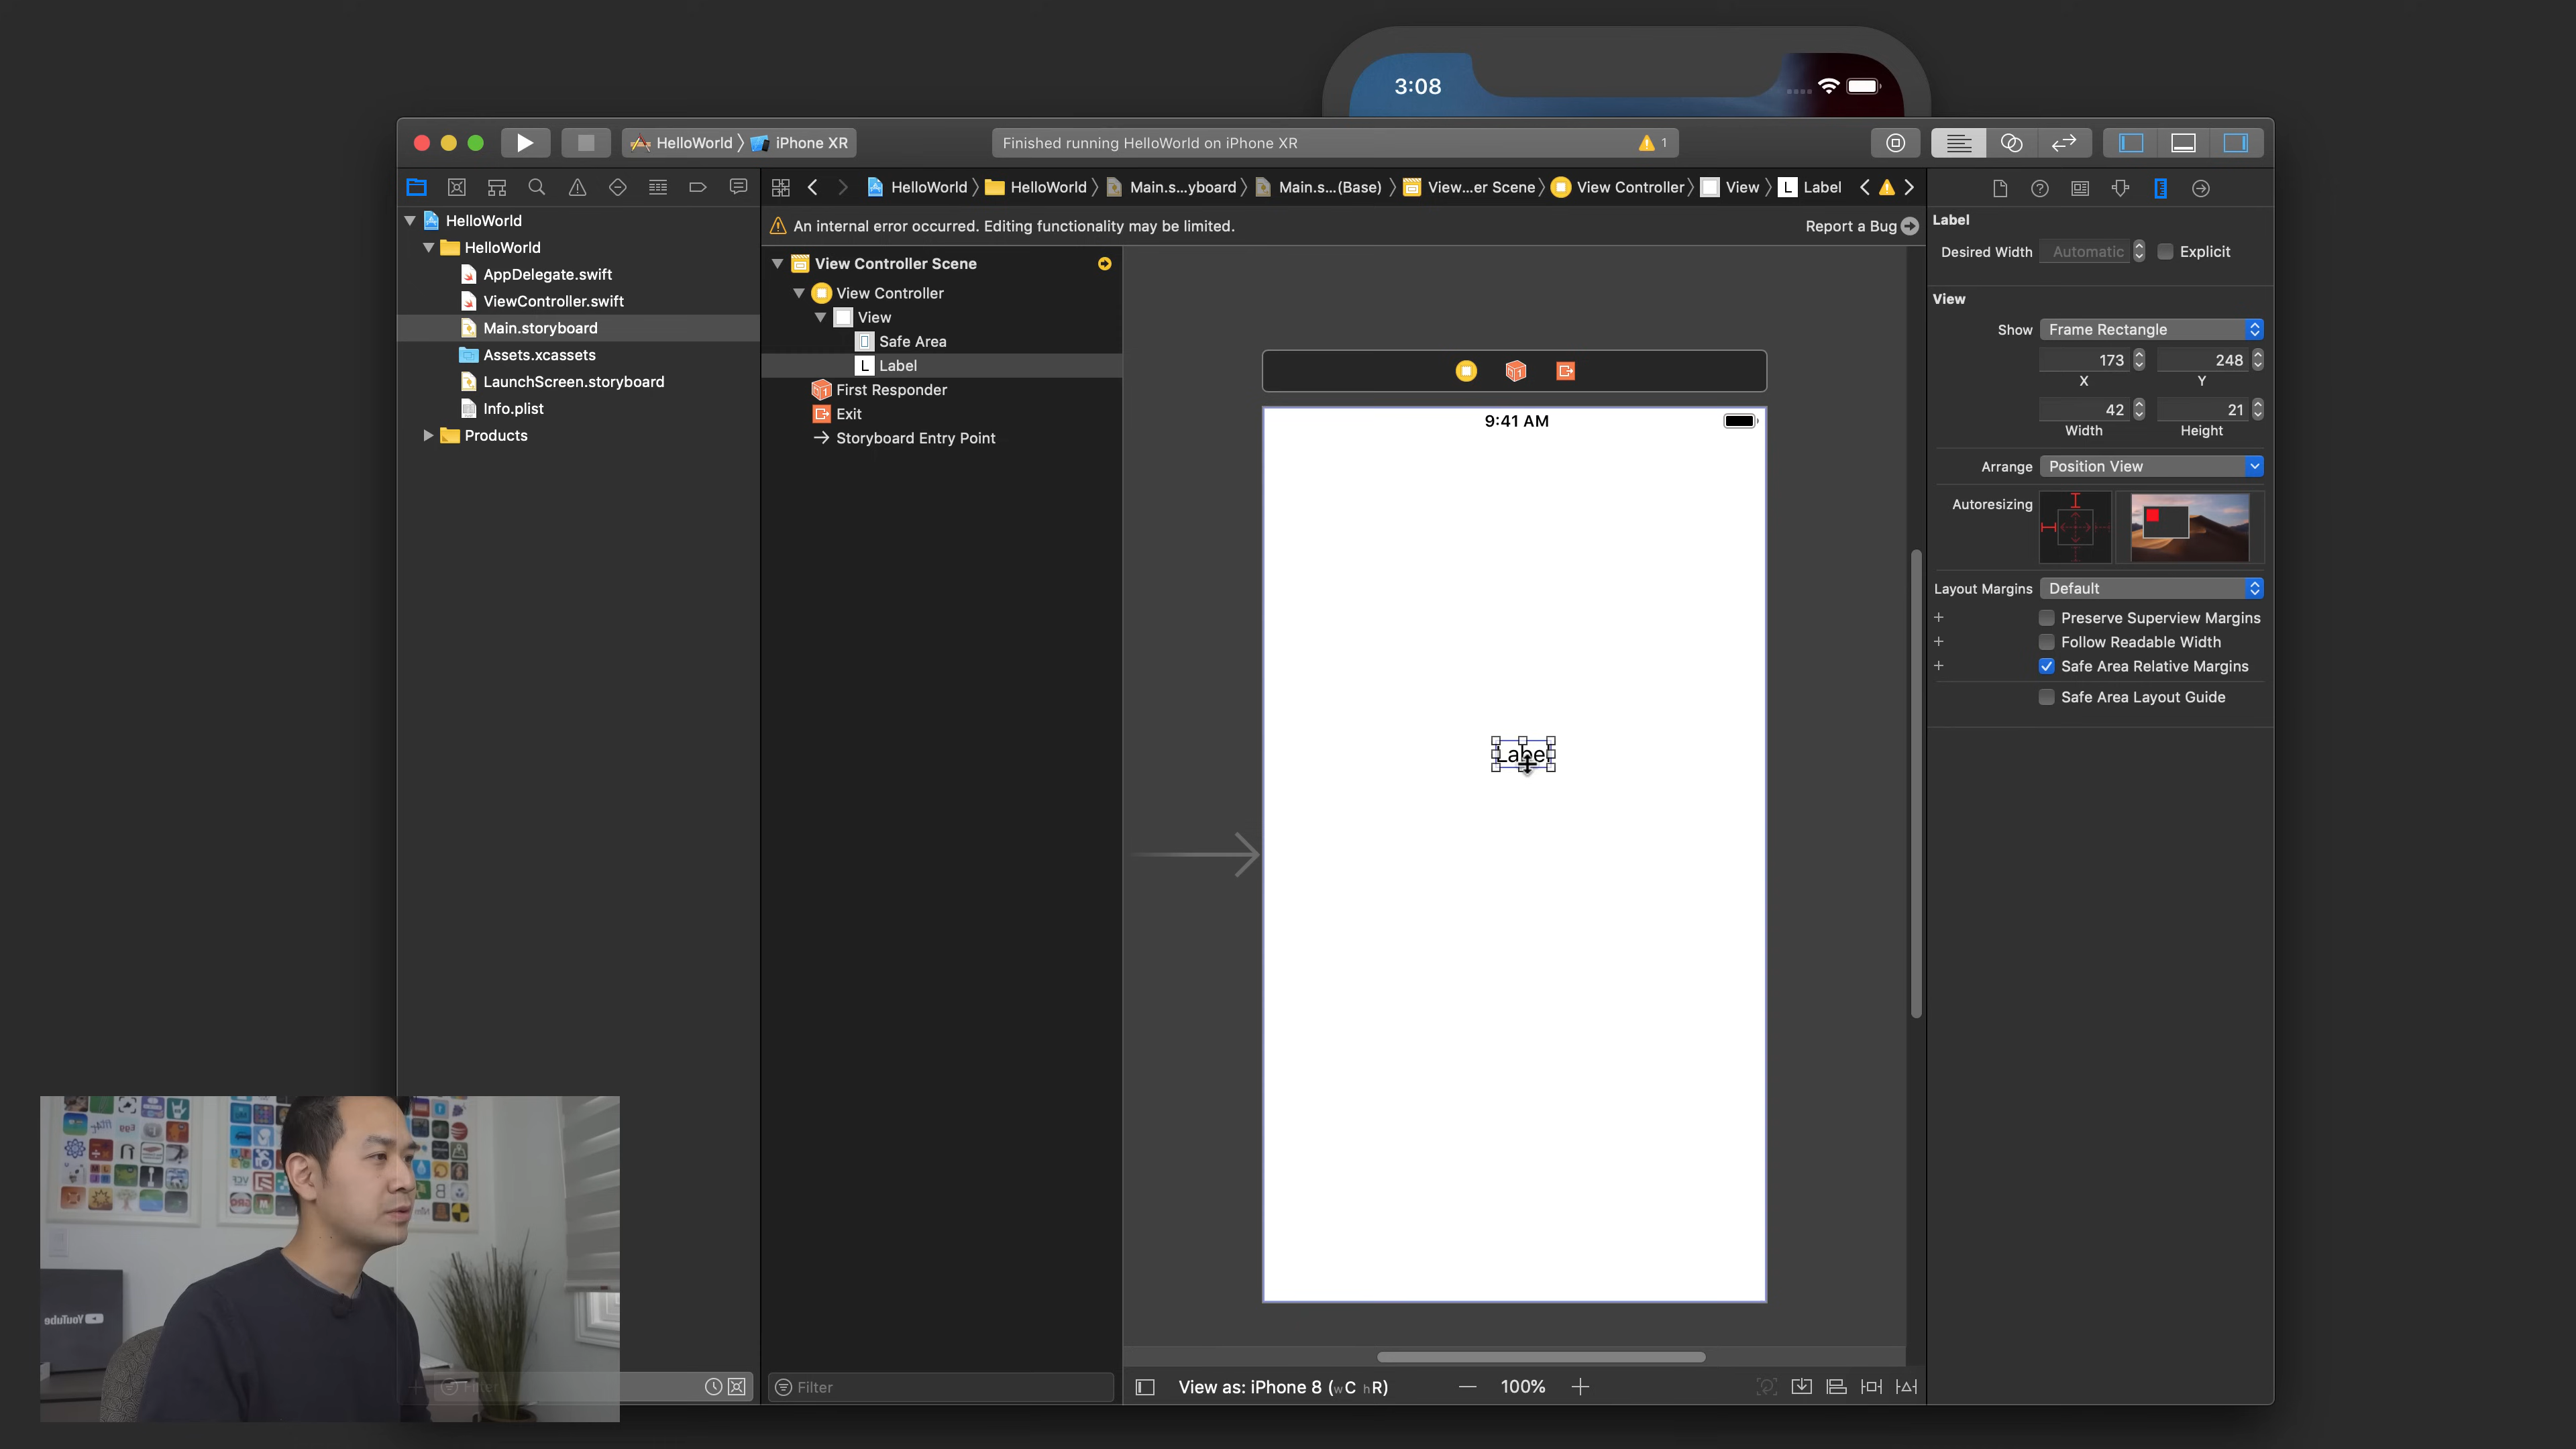 3:08
HelloWorld
iPhone XR
Finished running HelloWorld on iPhone XR
1
HelloWorld
HelloWorld
Main.s...yboard
Main.s...(Base)
View...er Scene
View Controller
View
L Label
An internal error occurred. Editing functionality may be limited.
Report a Bug
HelloWorld
HelloWorld
AppDelegate.swift
ViewController.swift
Main.storyboard
Assets.xcassets
LaunchScreen.storyboard
Info.plist
Products
View Controller Scene
View Controller
View
Safe Area
L Label
First Responder
Exit
Storyboard Entry Point
9:41 AM
Label
Label
Desired Width Automatic Explicit
View
Show Frame Rectangle
173 248
X Y
42 21
Width Height
Arrange Position View
Autoresizing
Layout Margins Default
Preserve Superview Margins
Follow Readable Width
Safe Area Relative Margins
Safe Area Layout Guide
YouTube
Filter
Filter
View as: iPhone 8 (wC hR)
100%